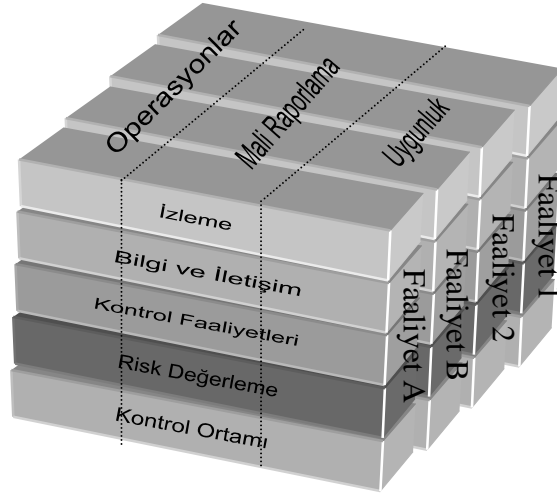 Operasyonlar
Mali Raporlama
Uygunluk
İzleme
Bilgi ve İletişim
Kontrol Faaliyetleri
Risk Değerleme
Kontrol Ortamı
Faaliyet A
Faaliyet B
Faaliyet 2
Faaliyet 1